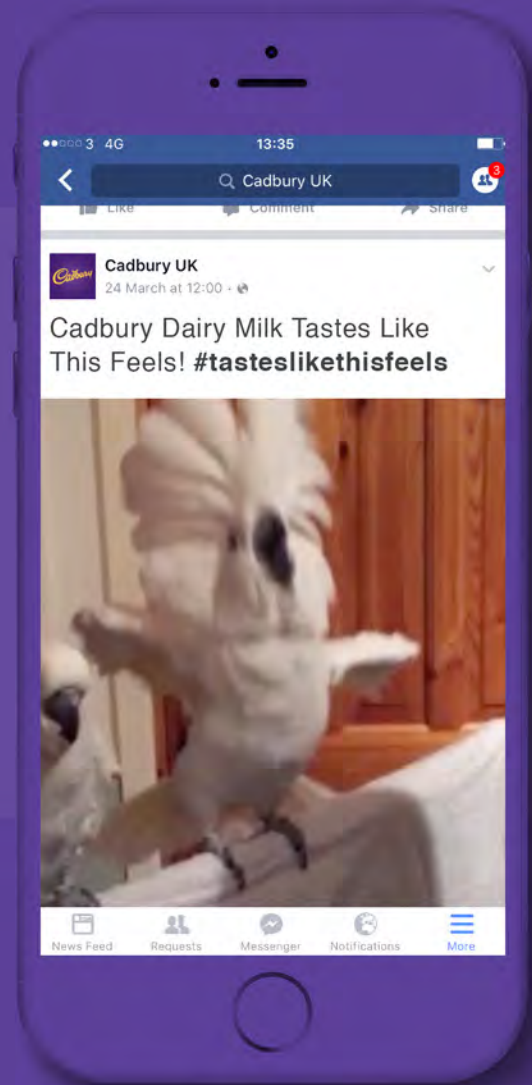 3 4G 13:35
Cadbury UK
3
Like Comment Share
Cadbury
Cadbury UK
24 March at 12:00
Cadbury Dairy Milk Tastes Like
This Feels! #tasteslikethisfeels
News Feed Requests Messenger Notifications More